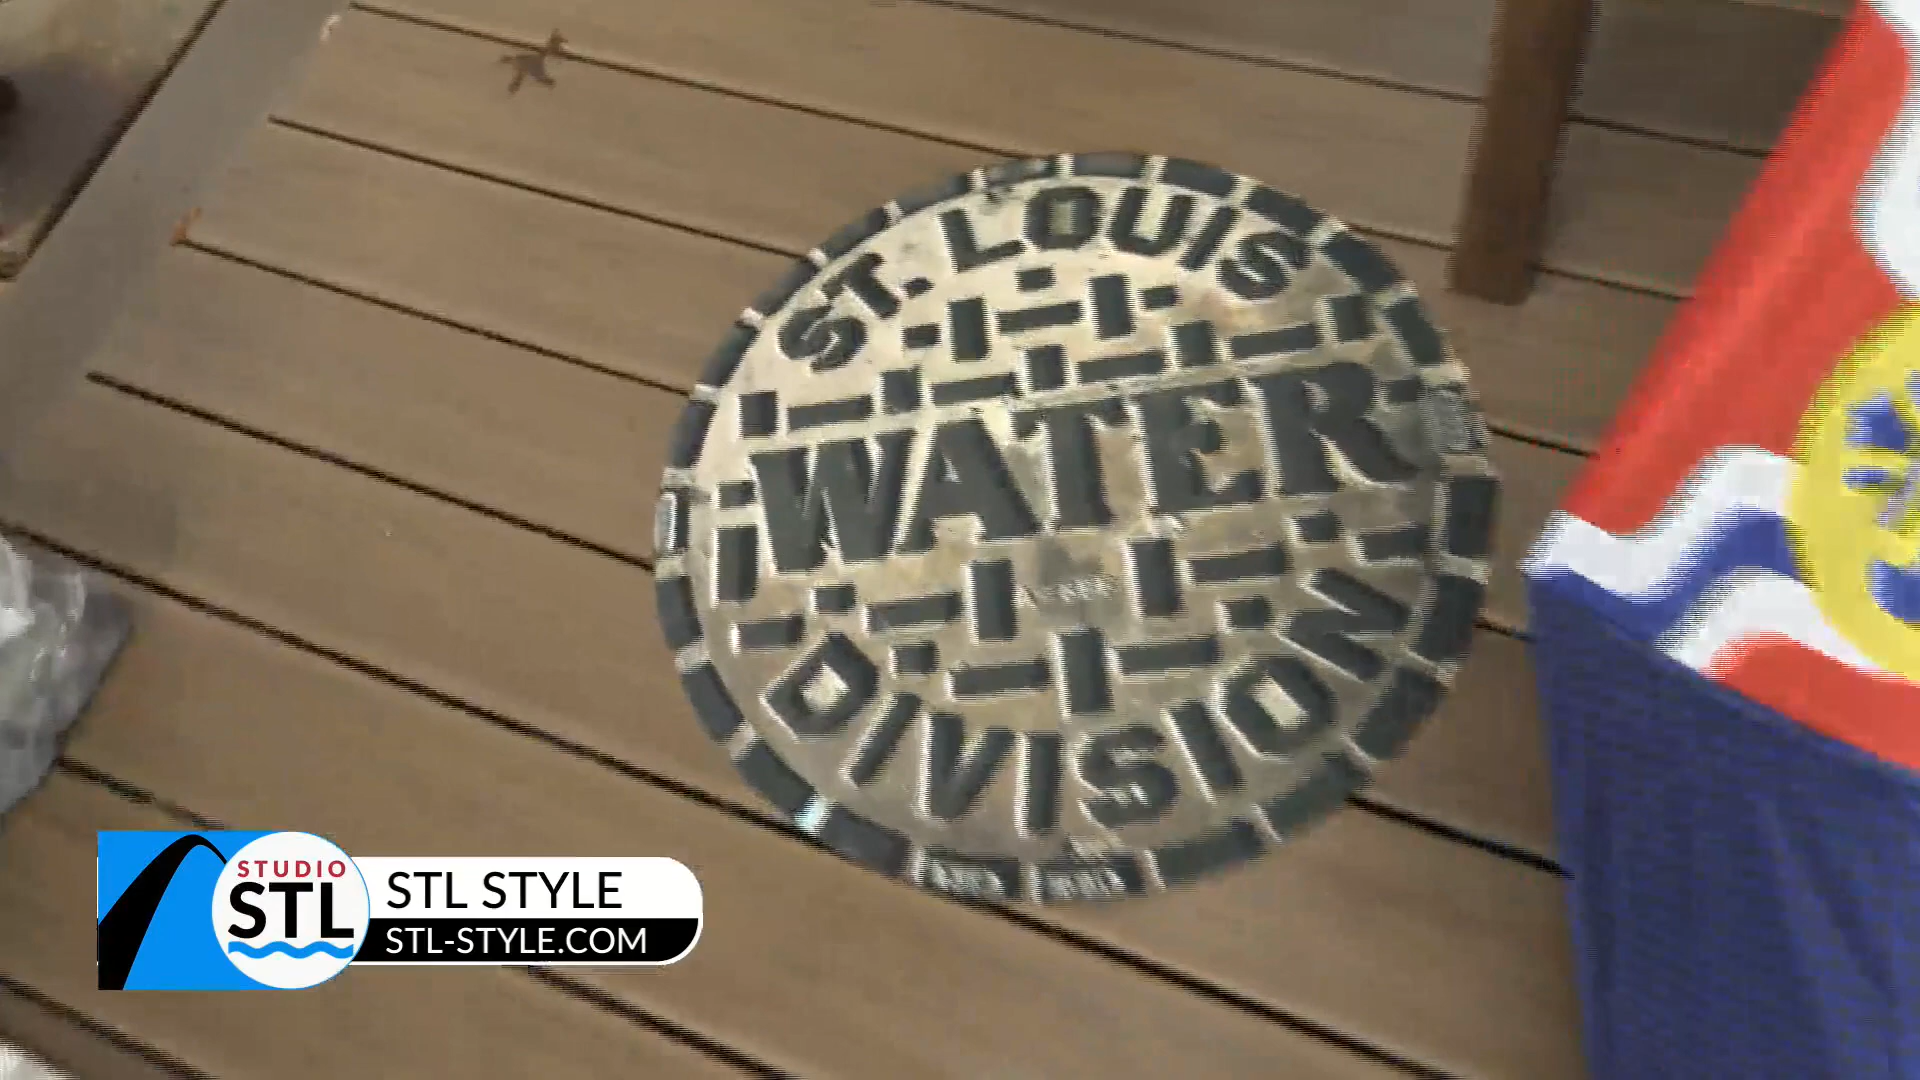 ST. LOUIS
WATER
DIVISION
STUDIO
STL
STL STYLE
STL-STYLE.COM